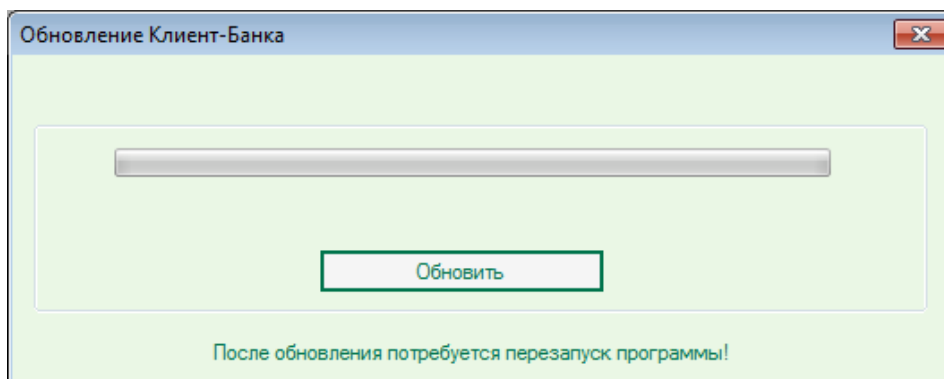 Обновление Клиент-Банка
Обновить
После обновления потребуется перезапуск программы!